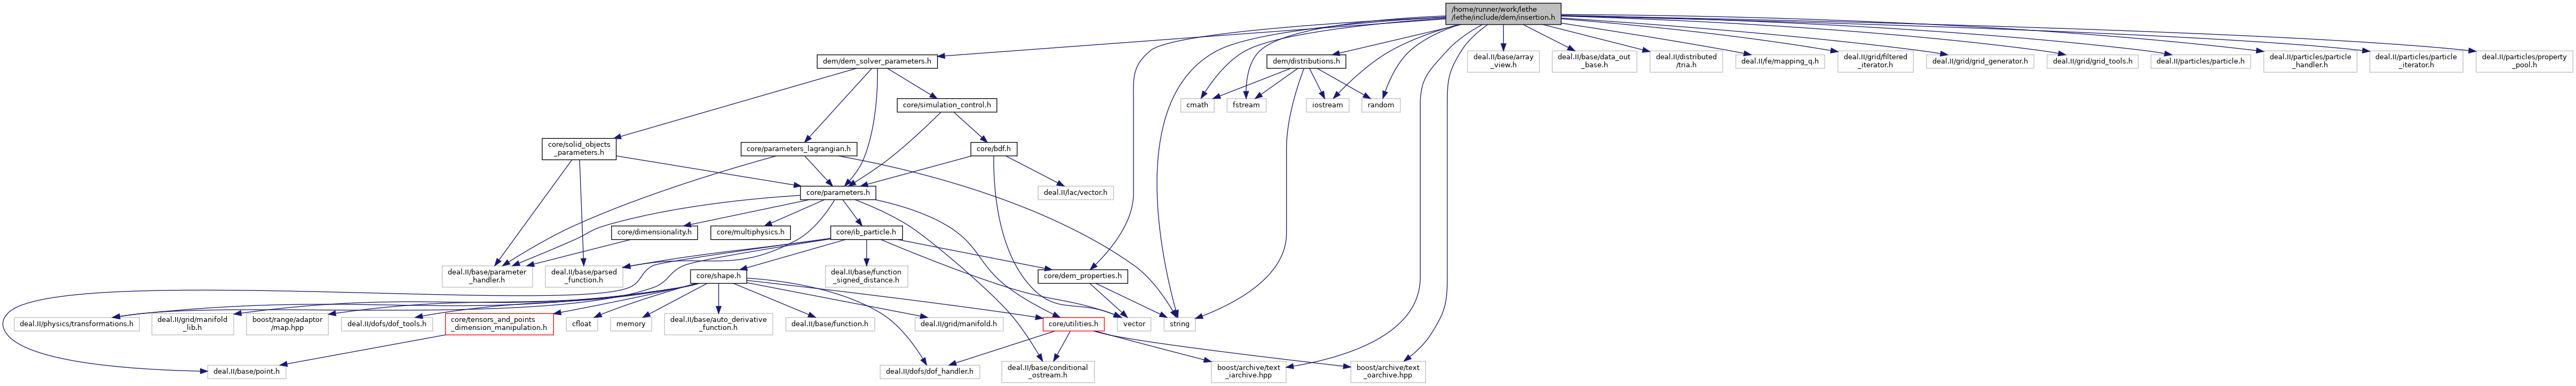 /home/runner/work/lethe
/lethe/include/dem/insertion.h
dem/dem_solver_parameters.h
dem/distributions.h
deal.II/base/array
_view.h
deal.II/base/data_out
_base.h
deal.II/distributed
/tria.h
deal.II/fe/mapping_q.h
deal.II/grid/filtered
_iterator.h
deal.II/grid/grid_generator.h
deal.II/grid/grid_tools.h
deal.II/particles/particle.h
deal.II/particles/particle
_handler.h
deal.II/particles/particle
_iterator.h
deal.II/particles/property
_pool.h
core/simulation_control.h
cmath
fstream
iostream
random
core/solid_objects
_parameters.h
core/parameters_lagrangian.h
core/bdf.h
core/parameters.h
deal.II/lac/vector.h
core/dimensionality.h
core/multiphysics.h
core/ib_particle.h
deal.II/base/parameter
_handler.h
deal.II/base/parsed
_function.h
core/shape.h
deal.II/base/function
_signed_distance.h
core/dem_properties.h
deal.II/physics/transformations.h
deal.II/grid/manifold
_lib.h
boost/range/adaptor
/map.hpp
deal.II/dofs/dof_tools.h
core/tensors_and_points
_dimension_manipulation.h
cfloat
memory
deal.II/base/auto_derivative
_function.h
deal.II/base/function.h
deal.II/grid/manifold.h
core/utilities.h
vector
string
deal.II/base/point.h
deal.II/dofs/dof_handler.h
deal.II/base/conditional
_ostream.h
boost/archive/text
_iarchive.hpp
boost/archive/text
_oarchive.hpp